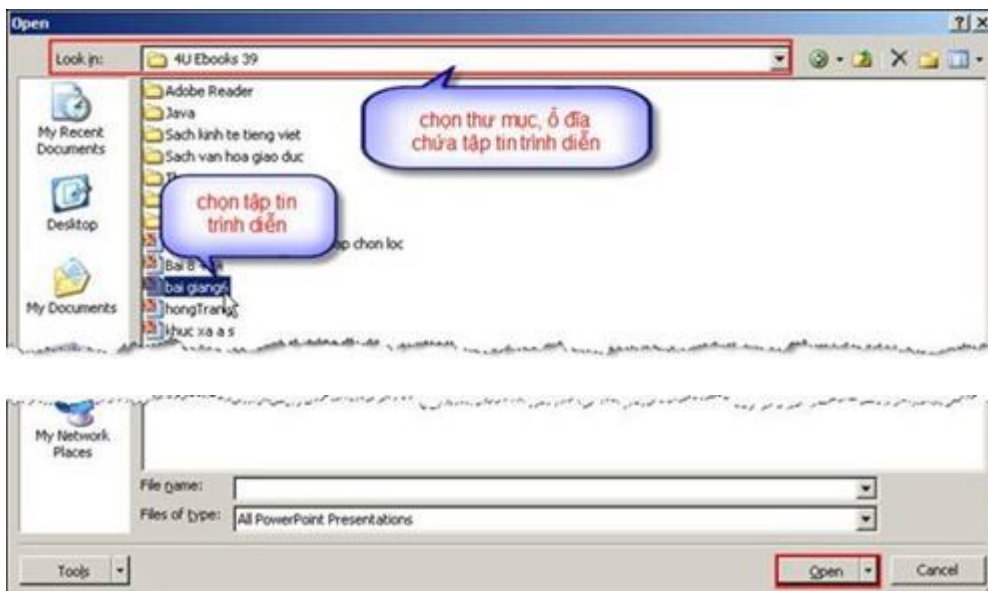 Open
Look in:
4U Ebooks 39
Adobe Reader
Java
Sach kinh te tieng viet
Sach van hoa giao duc
chọn thư mục, ổ đĩa
chứa tập tin trình diễn
My Recent
Documents
Desktop
My Documents
chọn tập tin
trình diễn
chon loc
Bai 8
bai giang
hongTrang
khuc xa a s
My Network
Places
File name:
Files of type:
All PowerPoint Presentations
Tools
Open
Cancel